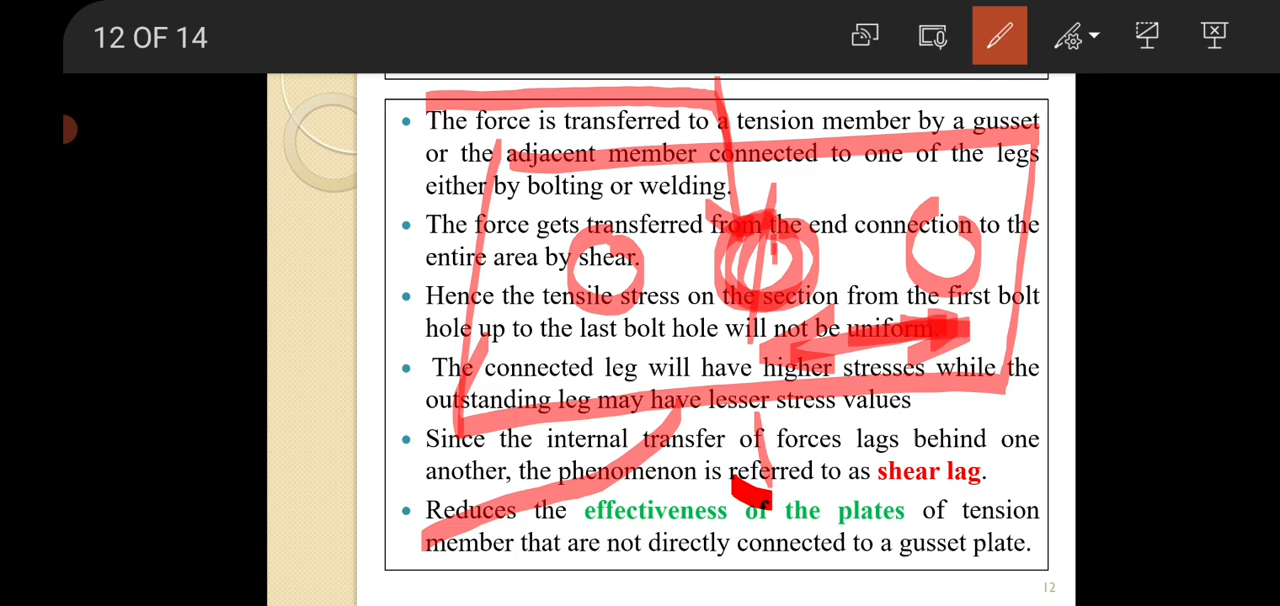 12 OF 14
• The force is transferred to a tension member by a gusset
or the adjacent member connected to one of the legs
either by bolting or welding.
• The force gets transferred from the end connection to the
entire area by shear.
• Hence the tensile stress on the section from the first bolt
hole up to the last bolt hole will not be uniform.
• The connected leg will have higher stresses while the
outstanding leg may have lesser stress values
• Since the internal transfer of forces lags behind one
another, the phenomenon is referred to as shear lag.
• Reduces the effectiveness of the plates of tension
member that are not directly connected to a gusset plate.
12